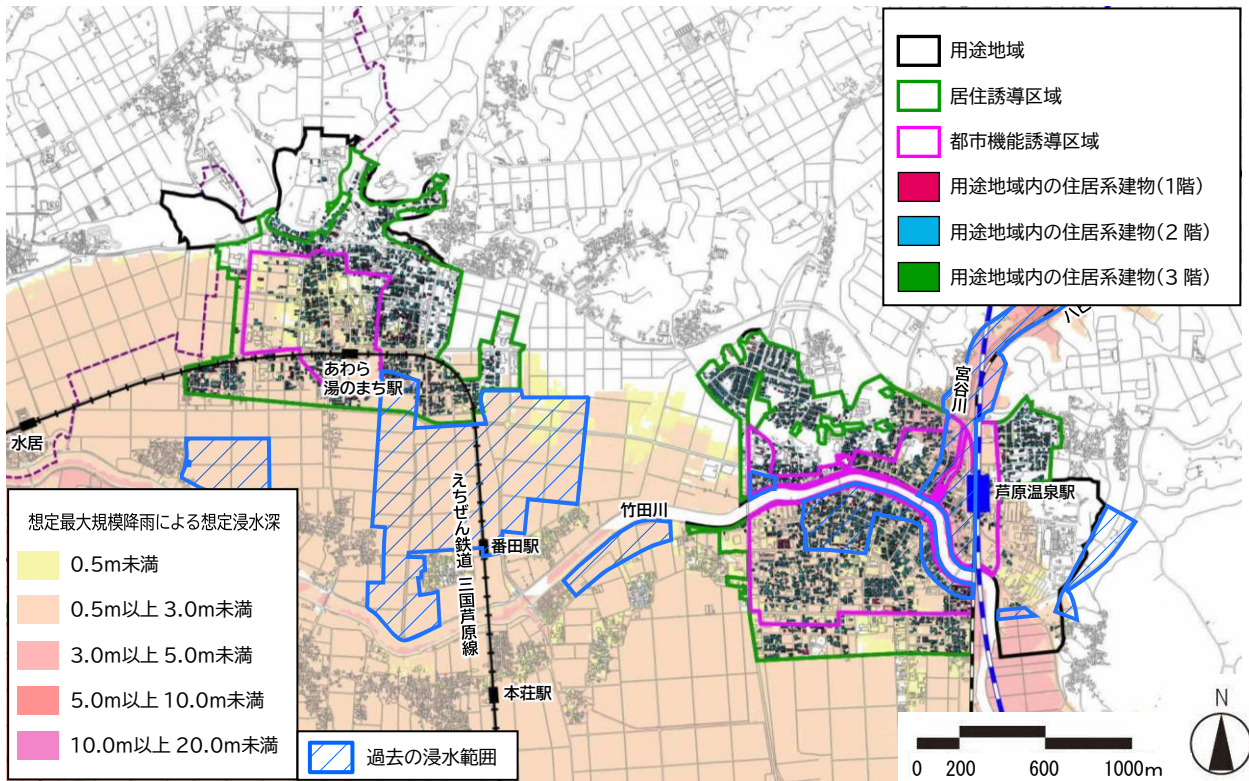 用途地域
居住誘導区域
都市機能誘導区域
用途地域内の住居系建物(1階)
用途地域内の住居系建物(2 階)
用途地域内の住居系建物(3 階)
宮谷川
あわら
湯のまち駅
水居
芦原温泉駅
竹田川
えちぜん鉄道 三国芦原線
番田駅
本荘駅
想定最大規模降雨による想定浸水深
0.5m未満
0.5m以上 3.0m未満
3.0m以上 5.0m未満
5.0m以上 10.0m未満
10.0m以上 20.0m未満
過去の浸水範囲
N
0 200 600 1000m